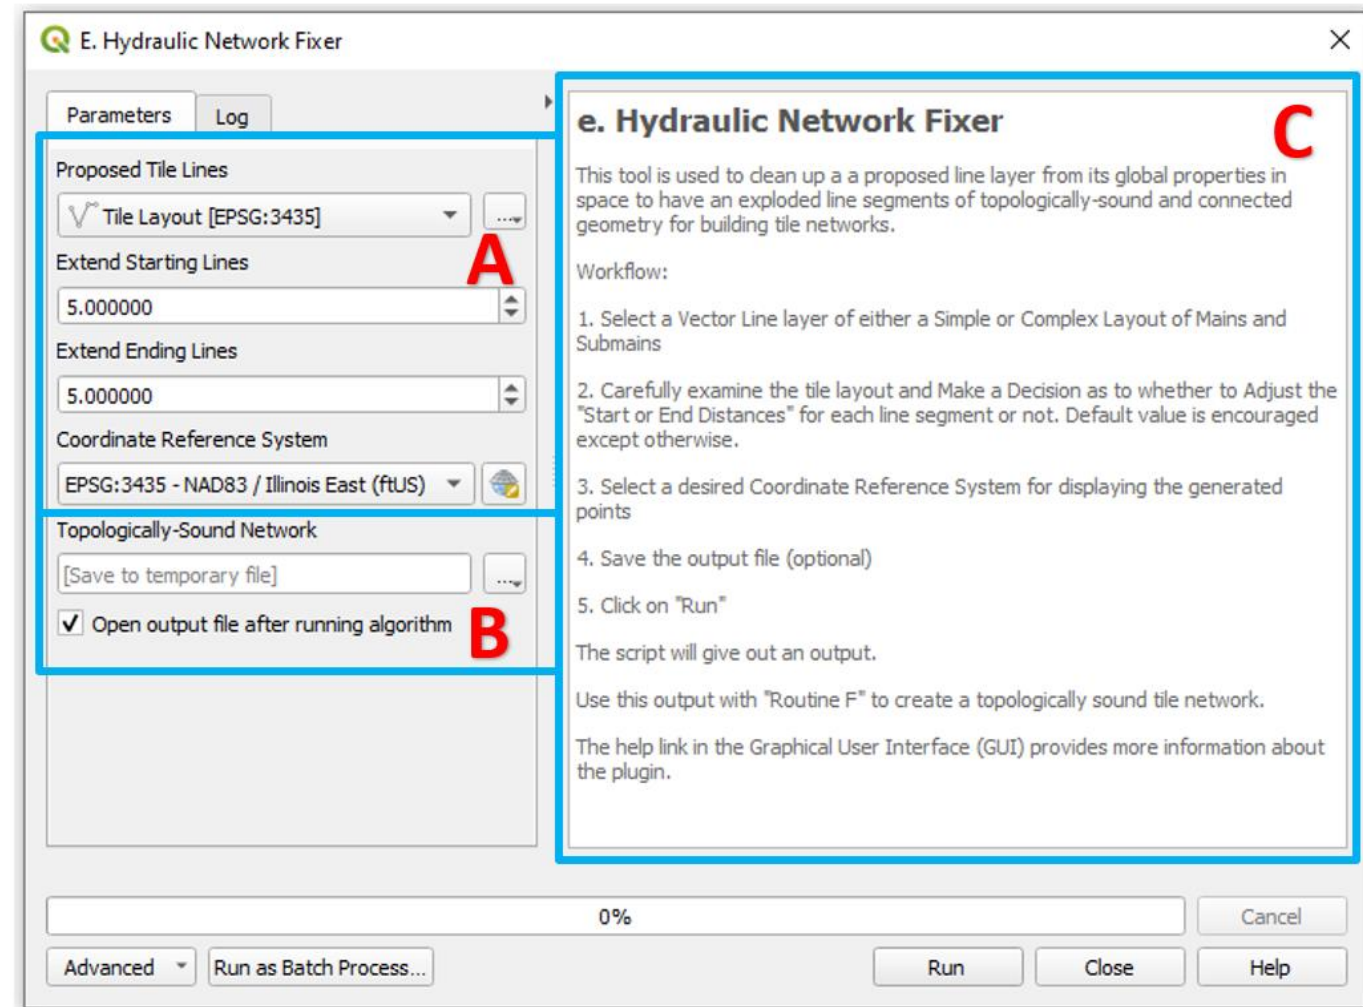 E. Hydraulic Network Fixer
Parameters
Log
Proposed Tile Lines
Tile Layout [EPSG:3435]
...
A
Extend Starting Lines
5.000000
Extend Ending Lines
5.000000
Coordinate Reference System
EPSG:3435 - NAD83 / Illinois East (ftUS)
Topologically-Sound Network
[Save to temporary file]
...
Open output file after running algorithm
B
e. Hydraulic Network Fixer
C
This tool is used to clean up a a proposed line layer from its global properties in
space to have an exploded line segments of topologically-sound and connected
geometry for building tile networks.
Workflow:
1. Select a Vector Line layer of either a Simple or Complex Layout of Mains and
Submains
2. Carefully examine the tile layout and Make a Decision as to whether to Adjust the
"Start or End Distances" for each line segment or not. Default value is encouraged
except otherwise.
3. Select a desired Coordinate Reference System for displaying the generated
points
4. Save the output file (optional)
5. Click on "Run"
The script will give out an output.
Use this output with "Routine F" to create a topologically sound tile network.
The help link in the Graphical User Interface (GUI) provides more information about
the plugin.
0%
Cancel
Advanced
Run as Batch Process...
Run
Close
Help